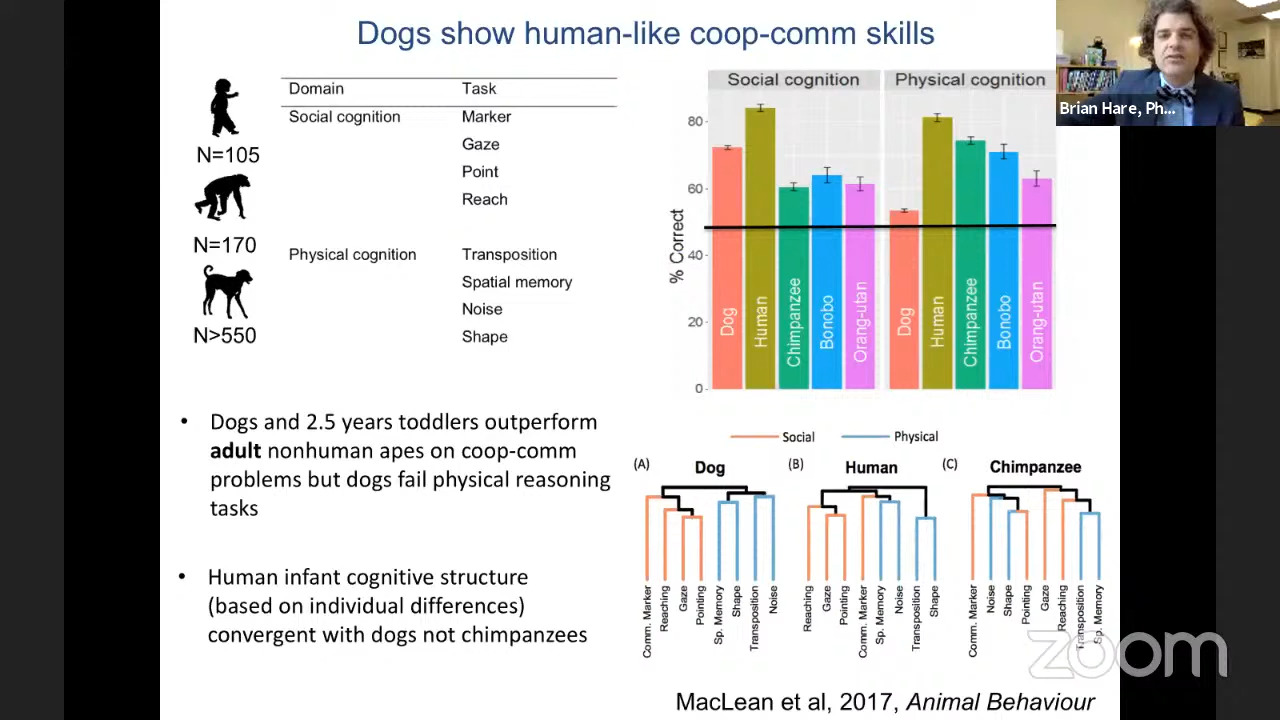 Dogs show human-like coop-comm skills
Brian Hare, Ph...
N=105
N=170
N>550
Domain Task
Social cognition Marker
Gaze
Point
Reach
Physical cognition Transposition
Spatial memory
Noise
Shape
Social cognition Physical cognition
% Correct
80
60
40
20
0
Dog
Human
Chimpanzee
Bonobo
Orang-utan
Dog
Human
Chimpanzee
Bonobo
Orang-utan
• Dogs and 2.5 years toddlers outperform
adult nonhuman apes on coop-comm
problems but dogs fail physical reasoning
tasks
• Human infant cognitive structure
(based on individual differences)
convergent with dogs not chimpanzees
Social Physical
(A) Dog
Comm. Marker
Reaching
Gaze
Pointing
Sp. Memory
Shape
Transposition
Noise
(B) Human
Reaching
Gaze
Pointing
Comm. Marker
Sp. Memory
Noise
Transposition
Shape
(C) Chimpanzee
Comm. Marker
Noise
Shape
Pointing
Gaze
Reaching
Transposition
Sp. Memory
zoom
MacLean et al, 2017, Animal Behaviour